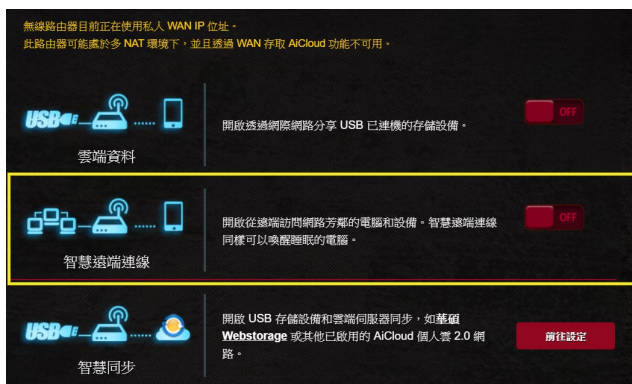 無線路由器目前正在使用私人 WAN IP 位址。
此路由器可能處於多 NAT 環境下，並且透過 WAN 存取 AiCloud 功能不可用。
USB
雲端資料
開啟透過網際網路分享 USB 已連機的存儲設備。
OFF
智慧遠端連線
開啟從遠端訪問網路芳鄰的電腦和設備。智慧遠端連線
同樣可以喚醒睡眠的電腦。
OFF
USB
智慧同步
開啟 USB 存儲設備和雲端伺服器同步，如華碩
Webstorage 或其他已啟用的 AiCloud 個人雲 2.0 網
路。
前往設定